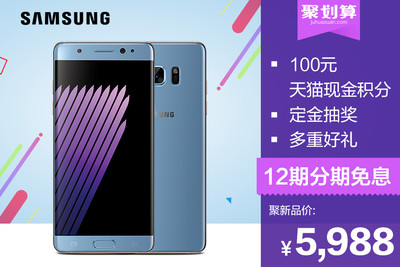 SAMSUNG
SAMSUNG
聚划算
juhuasuan.com
100元
天猫现金积分
定金抽奖
多重好礼
12期分期免息
聚新品价:
¥5,988